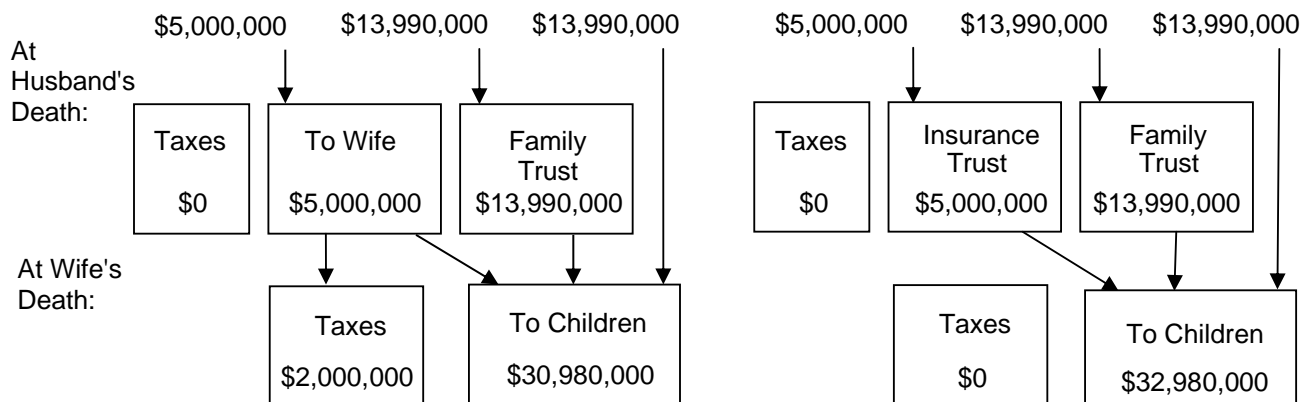 $5,000,000 $13,990,000 $13,990,000
At
Husband's
Death:
Taxes
$0
To Wife
$5,000,000
Family
Trust
$13,990,000
At Wife's
Death:
Taxes
$2,000,000
To Children
$30,980,000
$5,000,000 $13,990,000 $13,990,000
Taxes
$0
Insurance
Trust
$5,000,000
Family
Trust
$13,990,000
Taxes
$0
To Children
$32,980,000